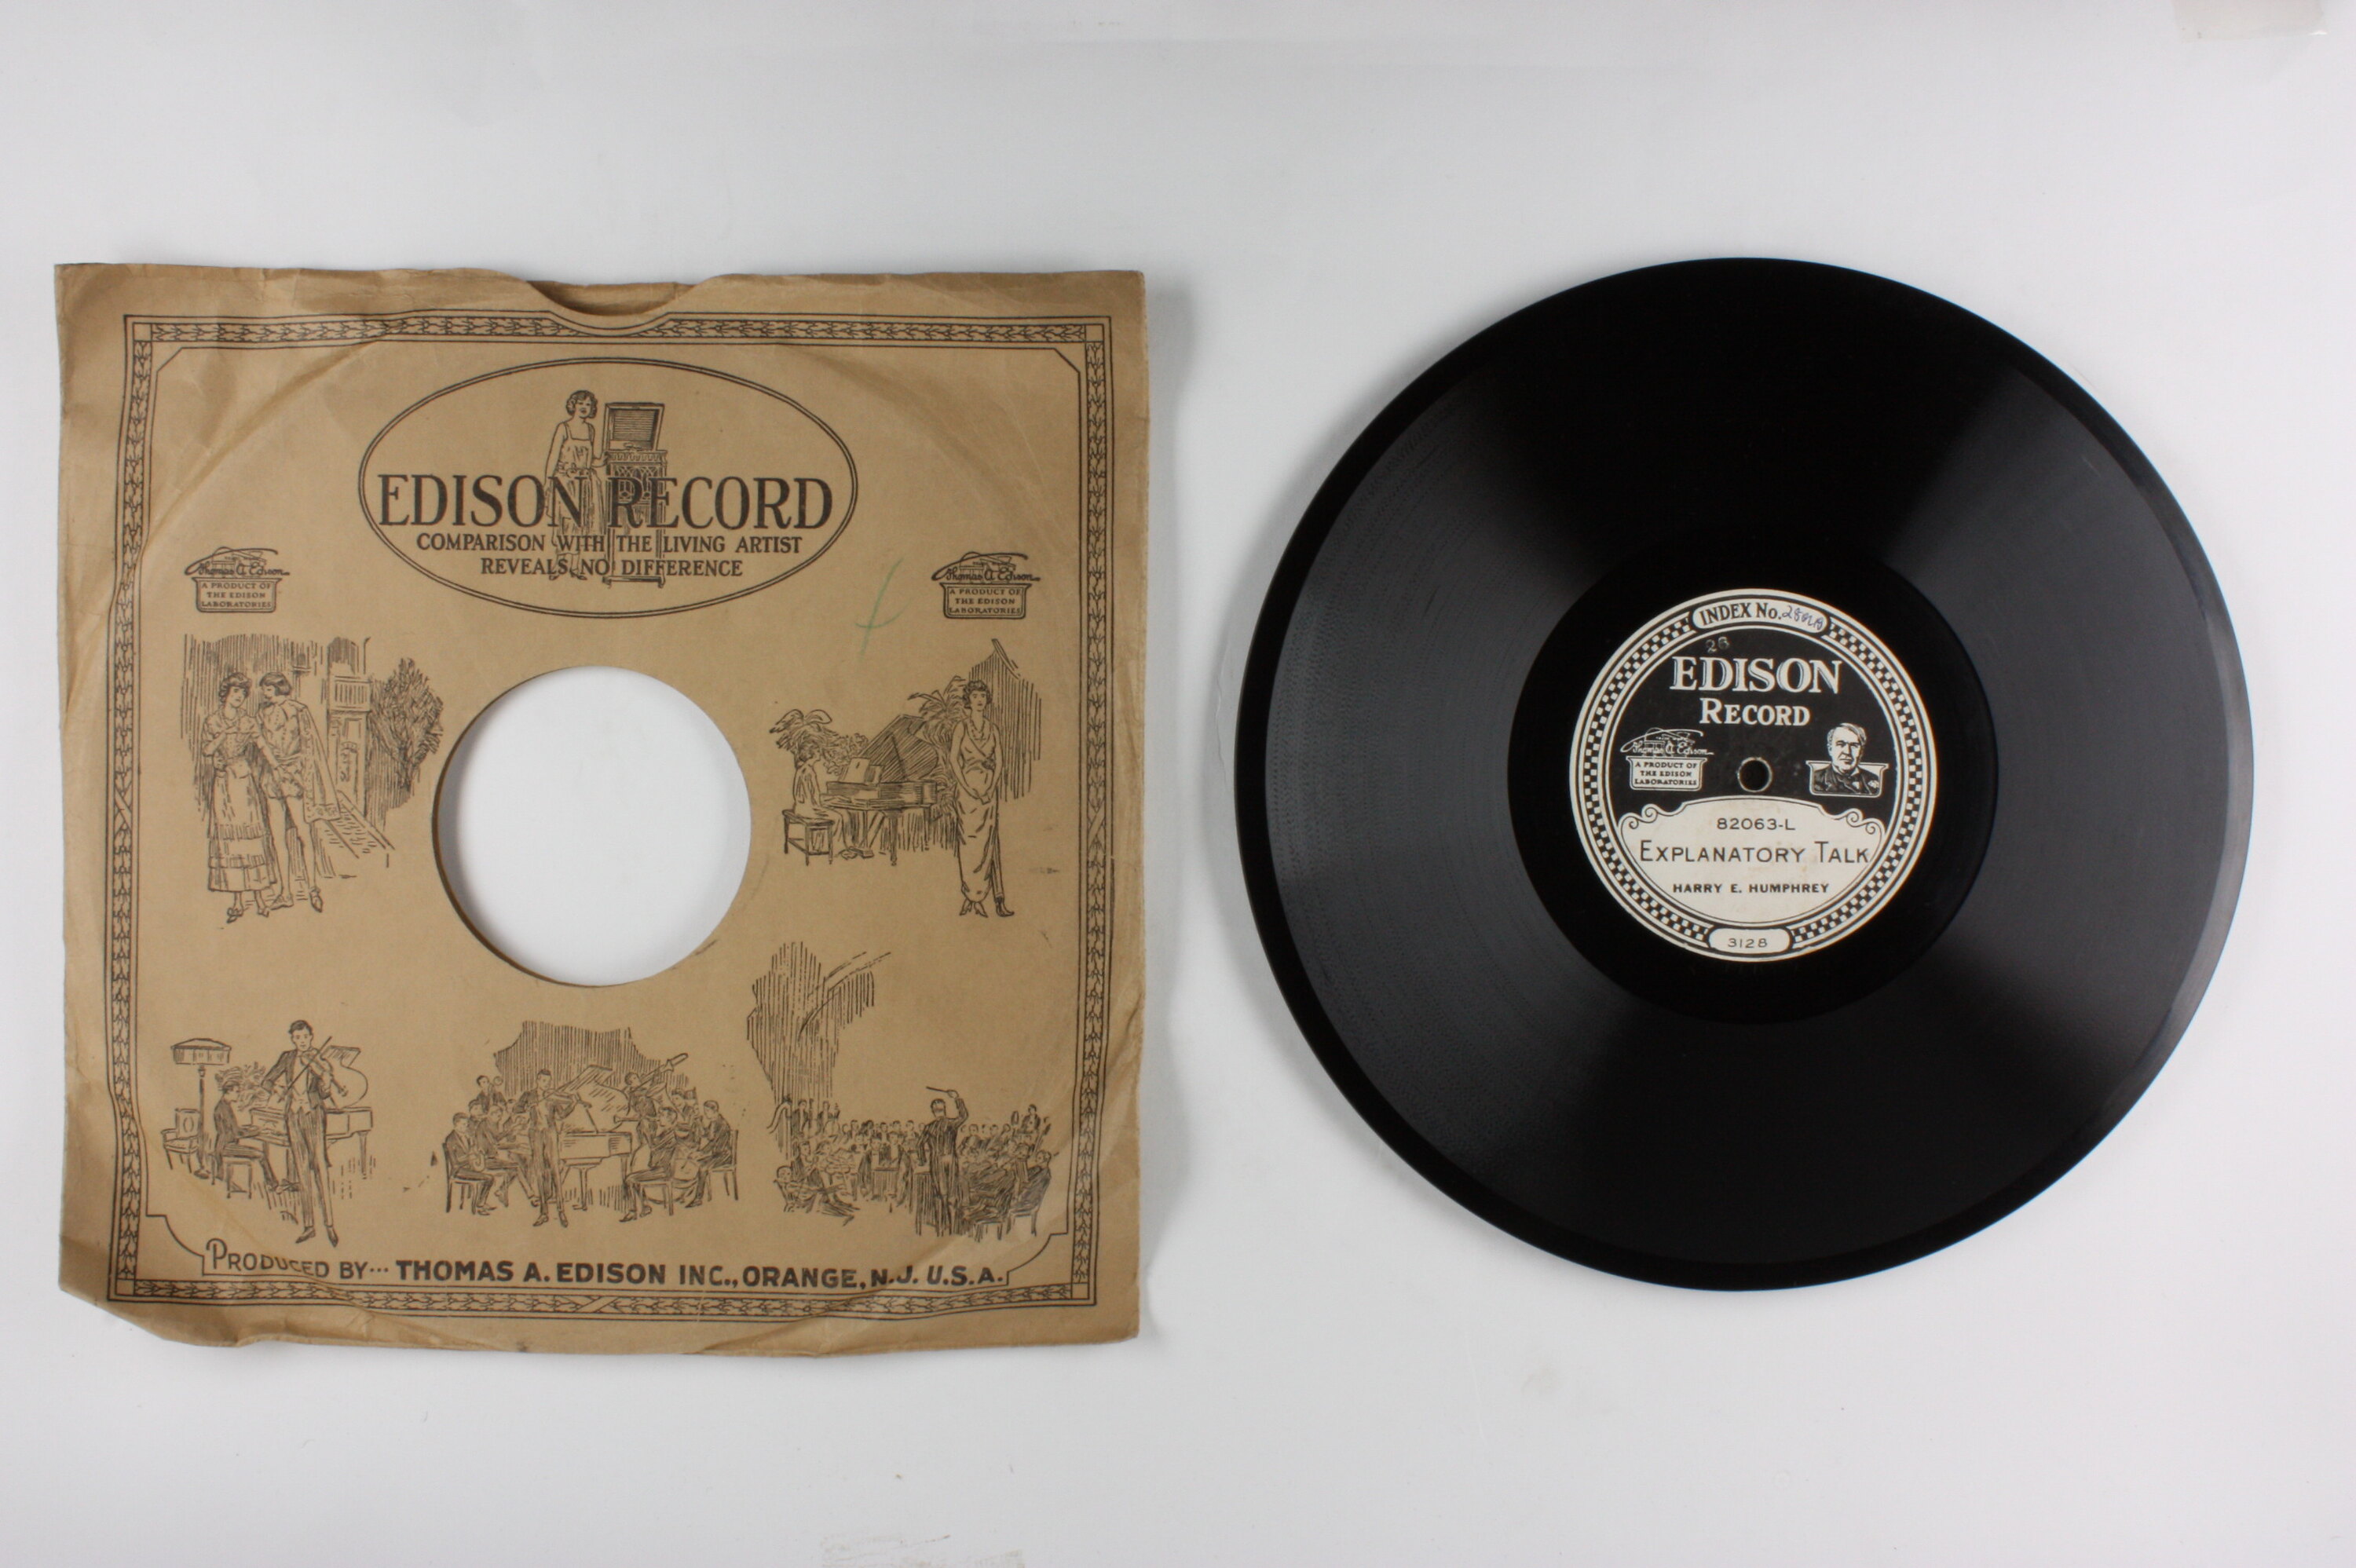 EDISON RECORD
COMPARISON WITH THE LIVING ARTIST
REVEALS NO DIFFERENCE
Thomas A. Edison
A PRODUCT OF
THE EDISON
LABORATORIES
Thomas A. Edison
A PRODUCT OF
THE EDISON
LABORATORIES
PRODUCED BY... THOMAS A. EDISON INC., ORANGE, N.J. U.S.A.
INDEX No.
26
EDISON
RECORD
Thomas A. Edison
A PRODUCT OF
THE EDISON
LABORATORIES
82063-L
EXPLANATORY TALK
HARRY E. HUMPHREY
3128